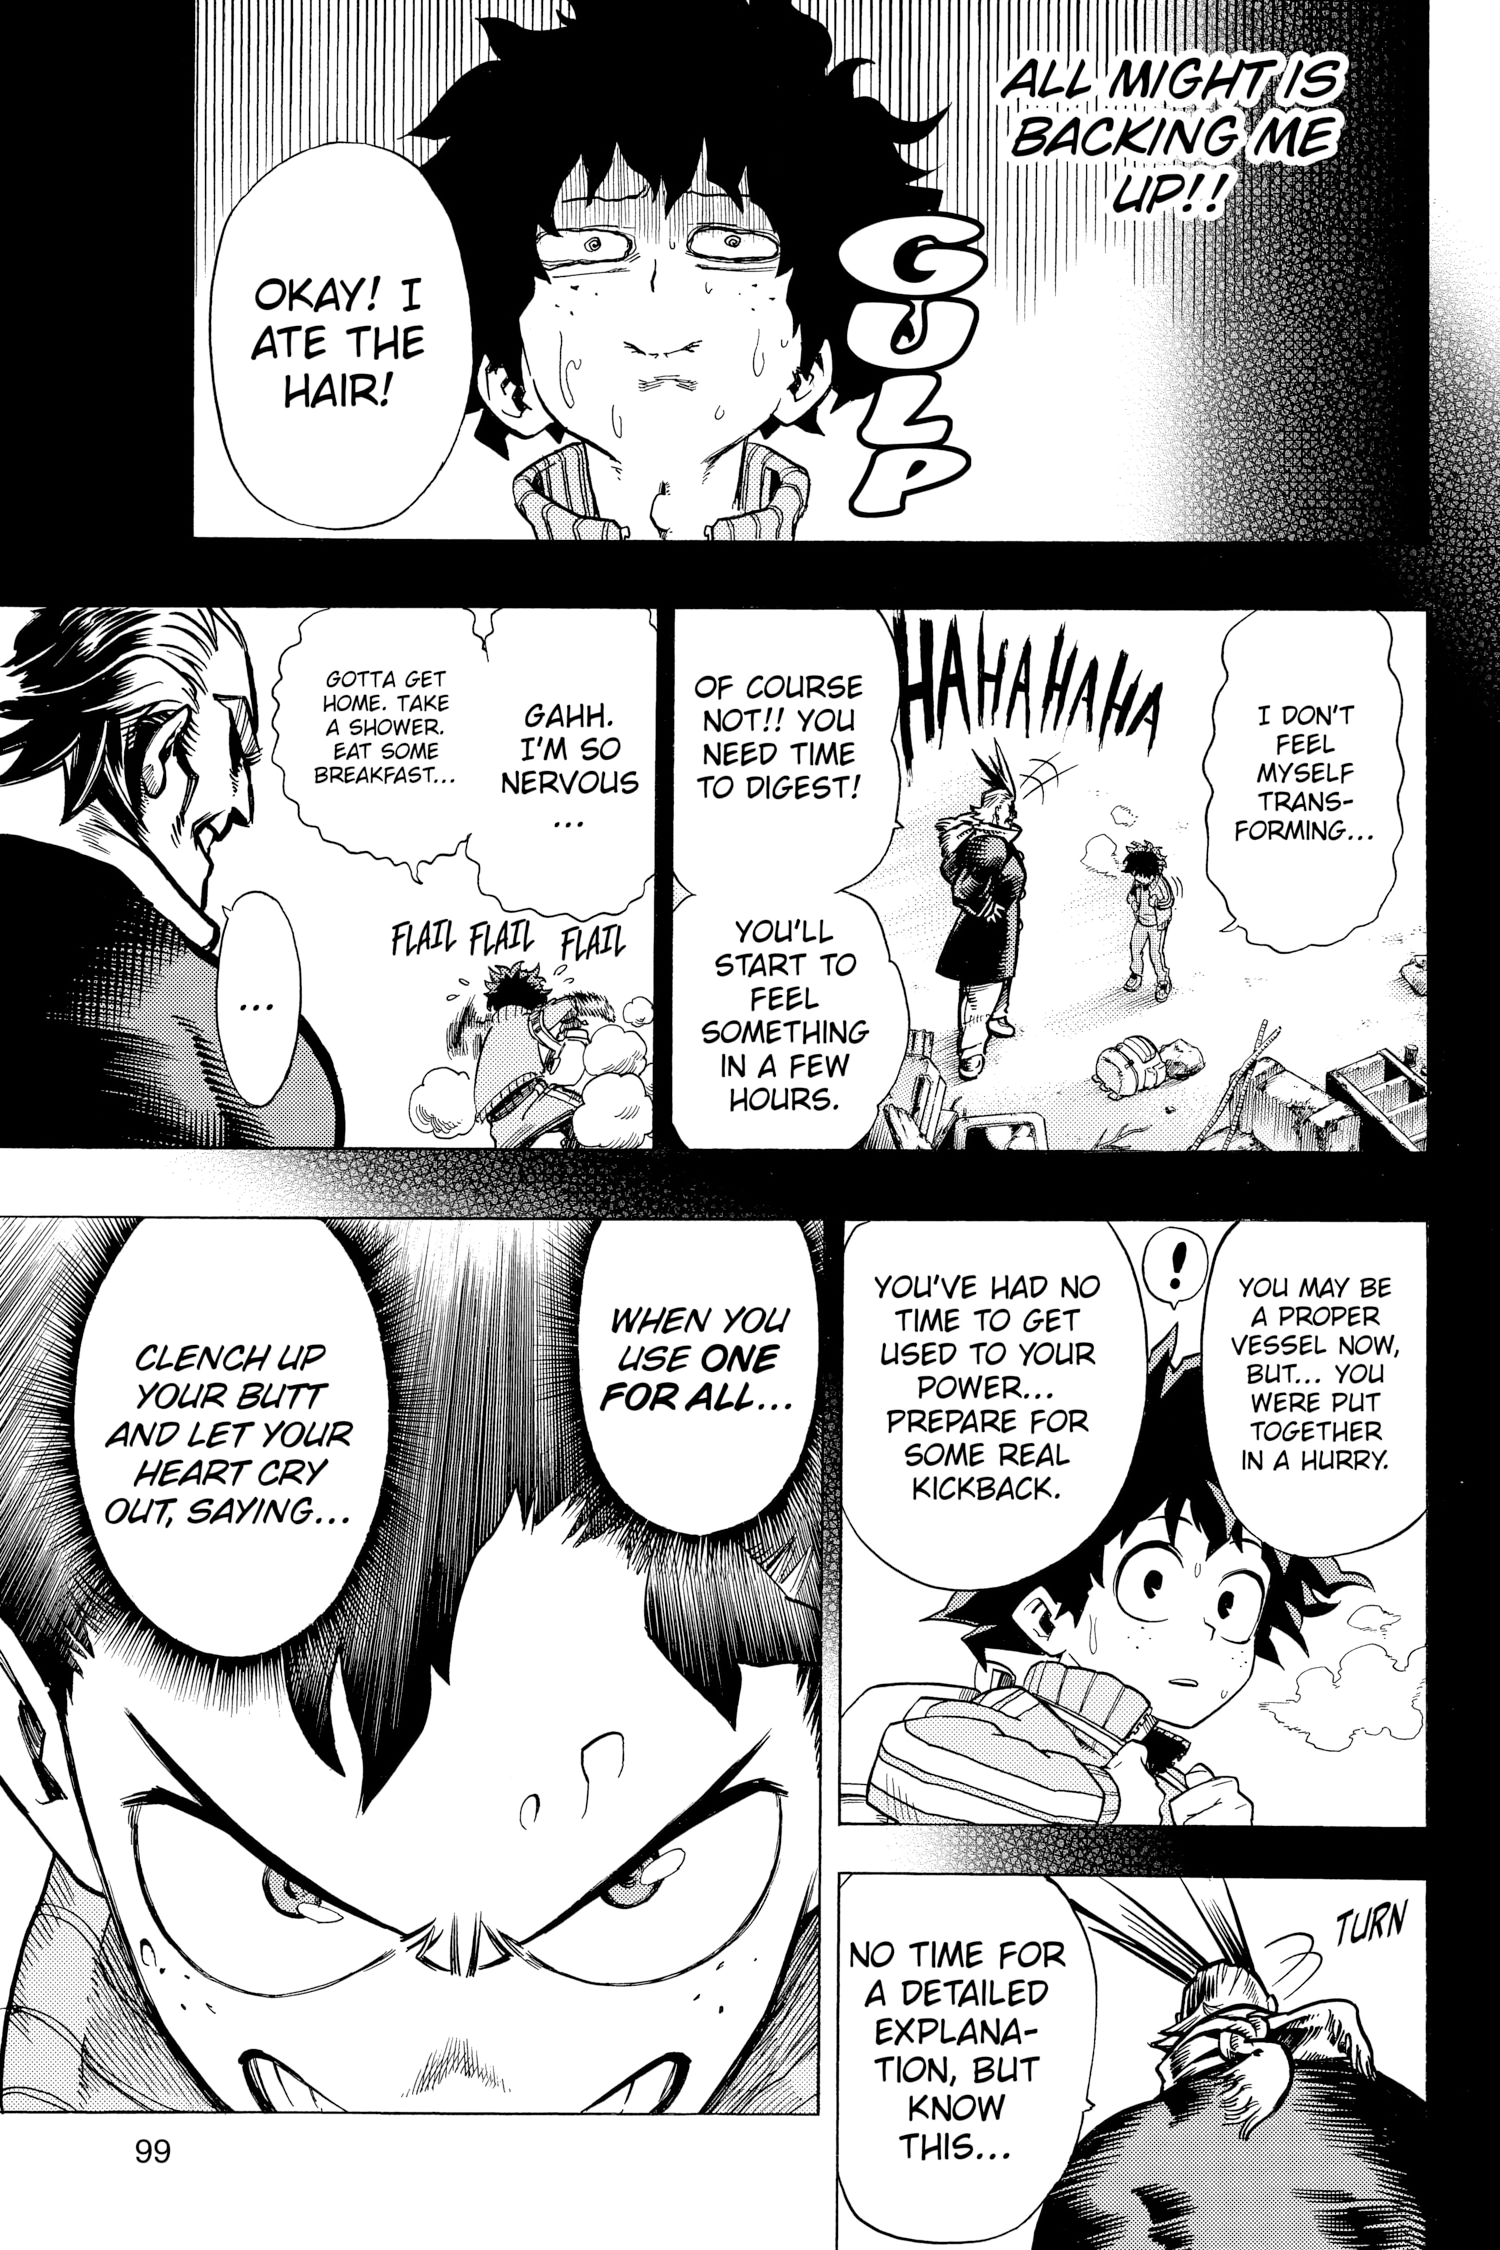 ALL MIGHT IS
BACKING ME
UP!!
GULP
OKAY! I
ATE THE
HAIR!
I DON'T
FEEL
MYSELF
TRANS-
FORMING...
HAHAHAHA
OF COURSE
NOT!! YOU
NEED TIME
TO DIGEST!
YOU'LL
START TO
FEEL
SOMETHING
IN A FEW
HOURS.
GAHH.
I'M SO
NERVOUS
...
GOTTA GET
HOME. TAKE
A SHOWER.
EAT SOME
BREAKFAST...
FLAIL FLAIL FLAIL
...
YOU MAY BE
A PROPER
VESSEL NOW,
BUT... YOU
WERE PUT
TOGETHER
IN A HURRY.
!
YOU'VE HAD NO
TIME TO GET
USED TO YOUR
POWER...
PREPARE FOR
SOME REAL
KICKBACK.
TURN
NO TIME FOR
A DETAILED
EXPLANA-
TION, BUT
KNOW
THIS...
WHEN YOU
USE ONE
FOR ALL...
CLENCH UP
YOUR BUTT
AND LET YOUR
HEART CRY
OUT, SAYING...
99